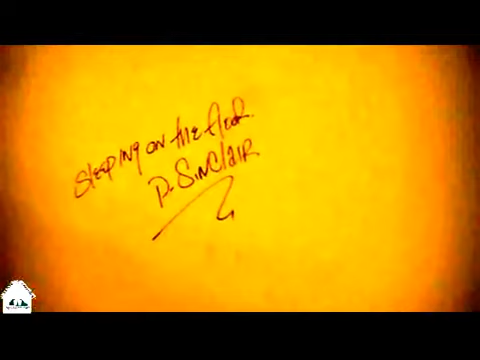 Sleeping on the floor.
D. Sinclair